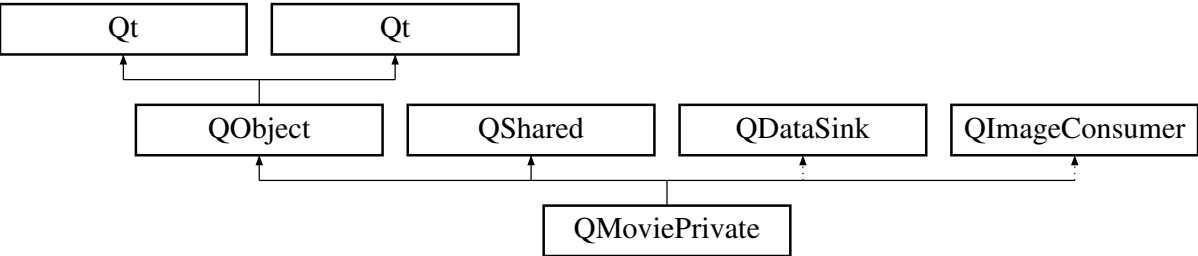 Qt Qt
QObject QShared QDataSink QImageConsumer
QMoviePrivate